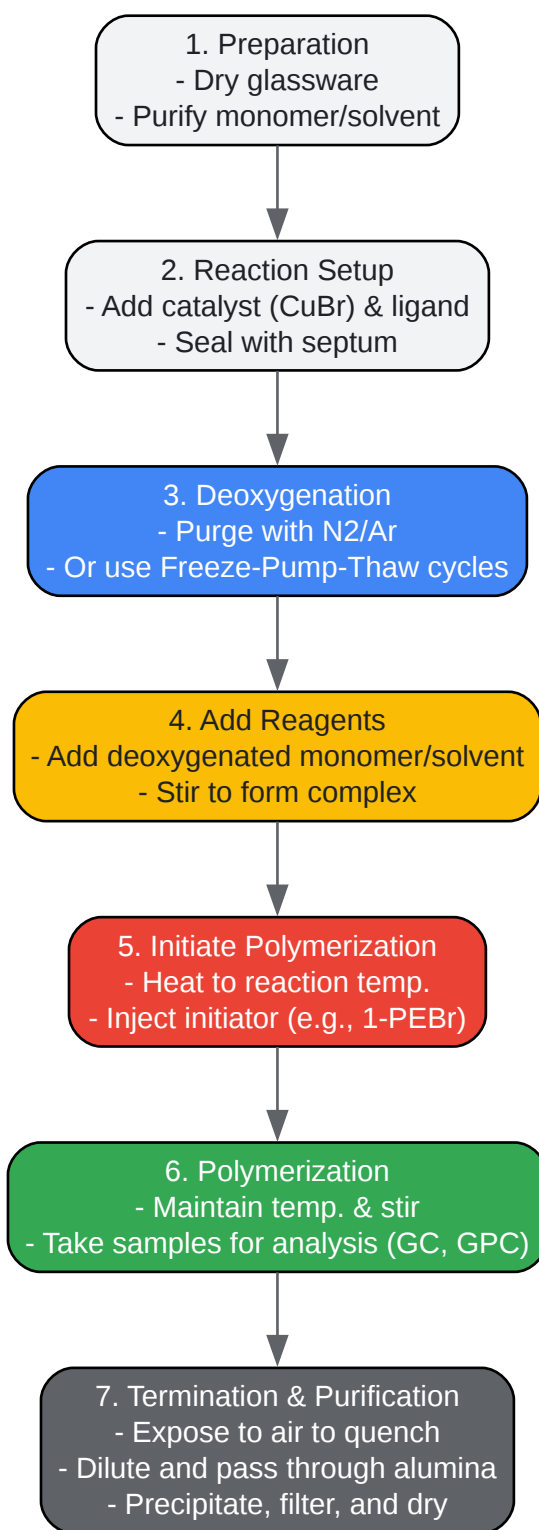 1. Preparation
- Dry glassware
- Purify monomer/solvent
2. Reaction Setup
- Add catalyst (CuBr) & ligand
- Seal with septum
3. Deoxygenation
- Purge with N2/Ar
- Or use Freeze-Pump-Thaw cycles
4. Add Reagents
- Add deoxygenated monomer/solvent
- Stir to form complex
5. Initiate Polymerization
- Heat to reaction temp.
- Inject initiator (e.g., 1-PEBr)
6. Polymerization
- Maintain temp. & stir
- Take samples for analysis (GC, GPC)
7. Termination & Purification
- Expose to air to quench
- Dilute and pass through alumina
- Precipitate, filter, and dry